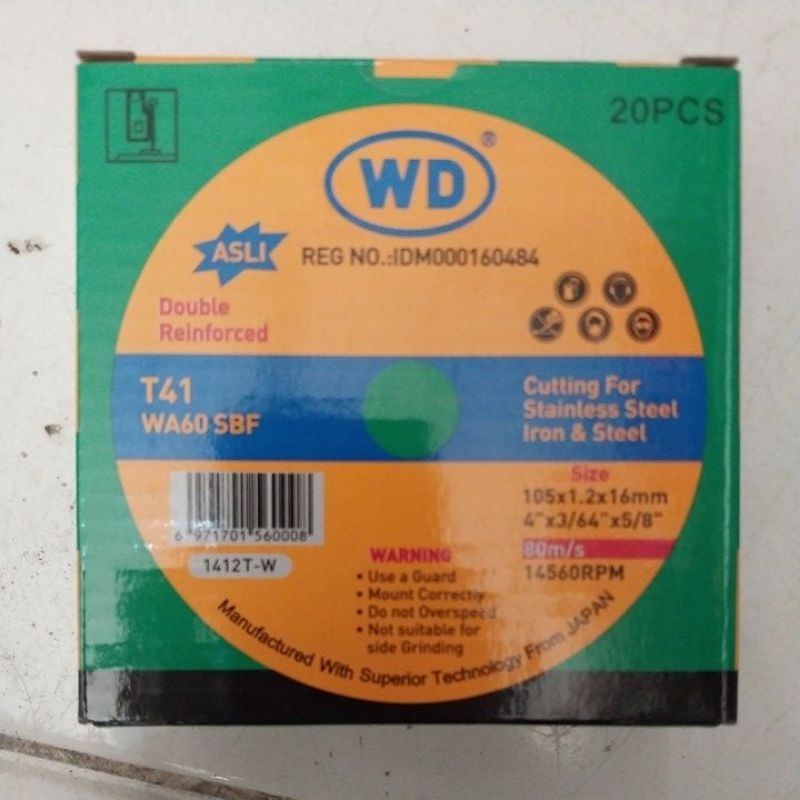 20PCS
WD®
ASLI
REG NO.:IDM000160484
Double
Reinforced
T41
WA60 SBF
Cutting For
Stainless Steel
Iron & Steel
Size
105x1.2x16mm
4"x3/64"x5/8"
80m/s
14560RPM
6 971701 560008
1412T-W
WARNING
• Use a Guard
• Mount Correctly
• Do not Overspeed
• Not suitable for
side Grinding
Manufactured With Superior Technology From JAPAN